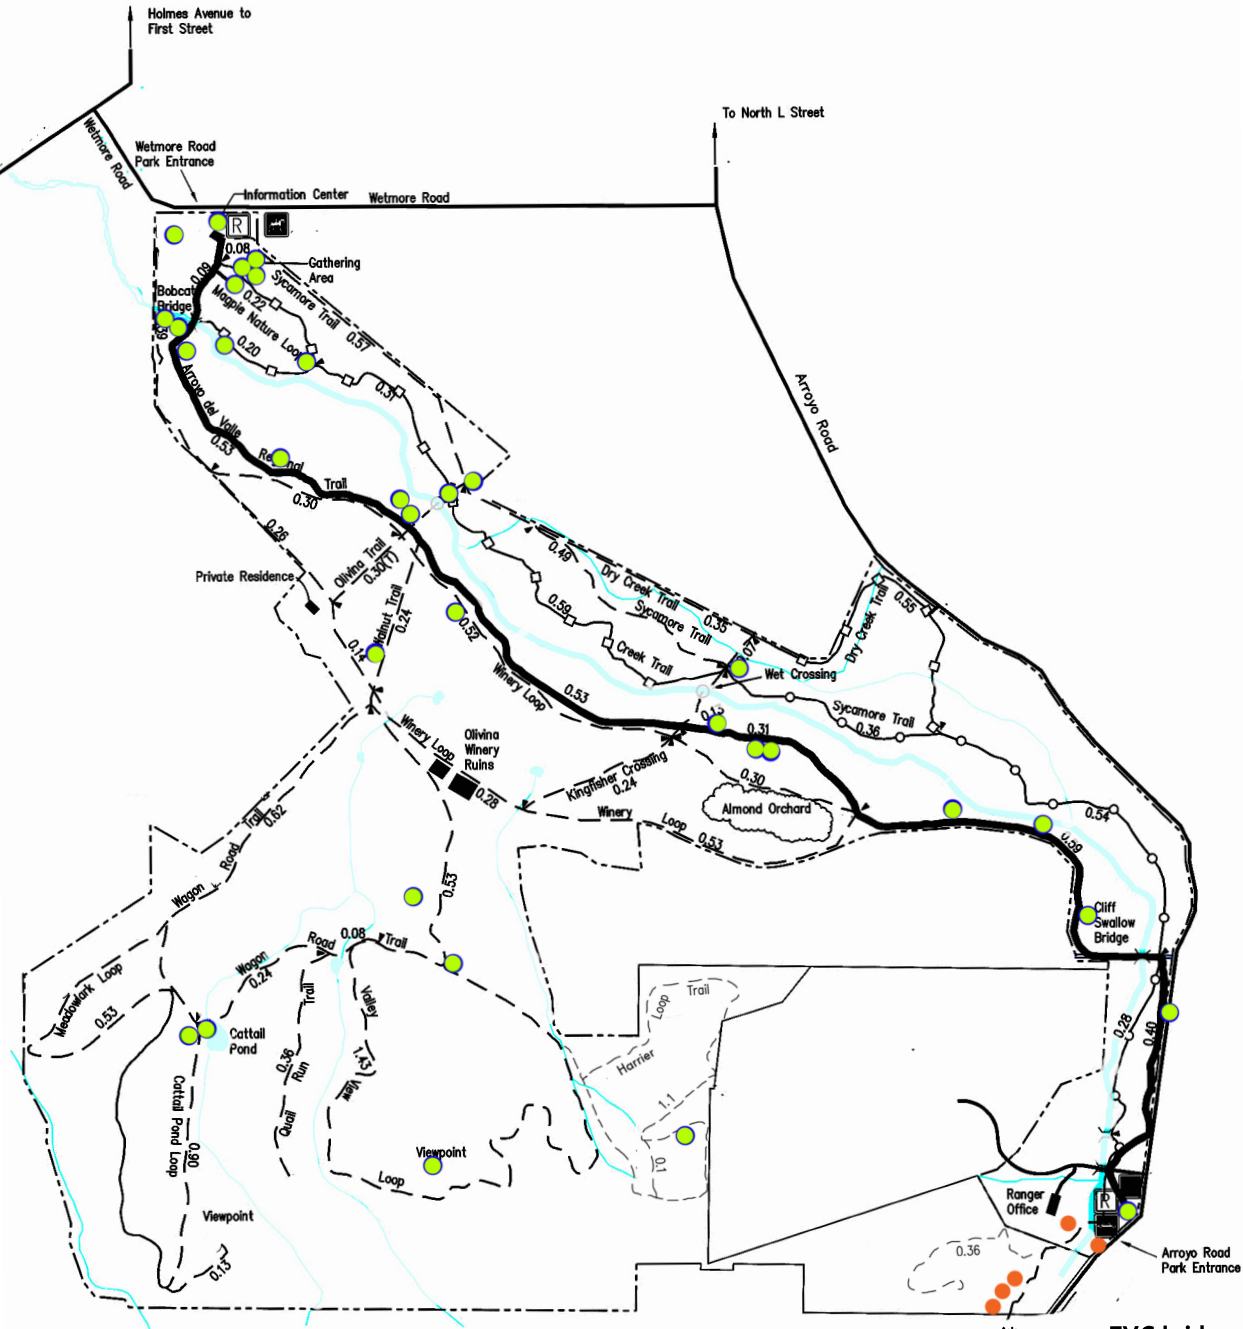 Holmes Avenue to
First Street
To North L Street
Wetmore Road
Wetmore Road
Park Entrance
Information Center
Wetmore Road
R
0.08
Gathering
Area
0.09
Sycamore Trail
0.57
Bobcat
Bridge
0.22
Magpie Nature Loop
0.20
0.31
Arroyo Road
Arroyo del Valle
0.53
Trail
0.30
0.26
Olivina Trail
0.30(T)
Private Residence
Walnut Trail
0.24
0.14
0.52
0.49
Dry Creek Trail
0.35
Sycamore Trail
0.59
Creek Trail
0.07
Dry Creek Trail
0.55
Wet Crossing
Winery Loop
0.53
0.13
0.31
Sycamore Trail
0.36
Winery Loop
Olivina
Winery
Ruins
0.28
Kingfisher Crossing
0.24
0.30
Almond Orchard
Winery
Loop
0.53
0.54
0.59
Trail
0.62
Road
Wagon
0.53
Cliff
Swallow
Bridge
0.08
Road
Trail
Wagon
0.24
Meadowlark Loop
0.53
Trail
Valley
Loop
Trail
Cattail
Pond
0.36
Run
Quail
1.43
View
Harrier
1.1
0.1
0.28
0.40
Cattail Pond Loop
0.90
Viewpoint
Loop
Viewpoint
0.13
Ranger
Office
R
0.36
Arroyo Road
Park Entrance